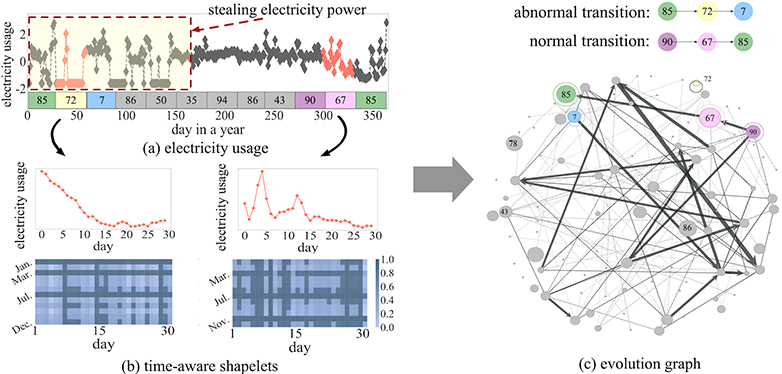 stealing electricity power
electricity usage
2
0
-2
85 72 7 86 50 35 94 86 43 90 67 85
0 50 100 150 200 250 300 350
day in a year
(a) electricity usage
electricity usage
0 5 10 15 20 25 30
day
electricity usage
0 5 10 15 20 25 30
day
Jan.
Mar.
Jul.
Dec.
1 15 30
day
Mar.
Jul.
Nov.
1 15 30
day
1.0
0.8
0.6
0.4
0.2
0.0
(b) time-aware shapelets
abnormal transition: 85 72 7
normal transition: 90 67 85
72
85
7
67
90
78
43
86
(c) evolution graph